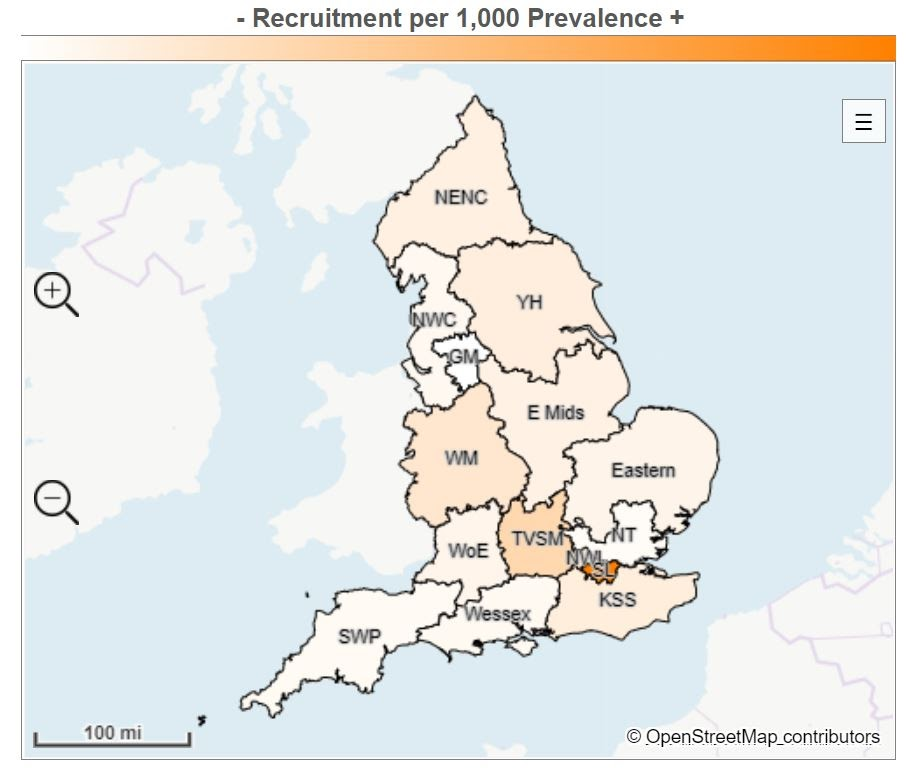 - Recruitment per 1,000 Prevalence +
☰
NENC
YH
NWC
GM
E Mids
WM
Eastern
TVSM
NT
WoE
NWL
SL
KSS
Wessex
SWP
100 mi
© OpenStreetMap contributors